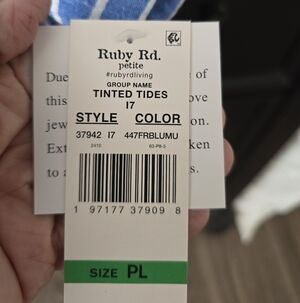 Ruby Rd.
petite
#rubyrdliving
GROUP NAME
TINTED TIDES
I7
STYLE COLOR
37942 I7 447FRBLUMU
1 97177 37909 8
SIZE PL
Due of
this ove
jew on.
Ext ken
to a s.